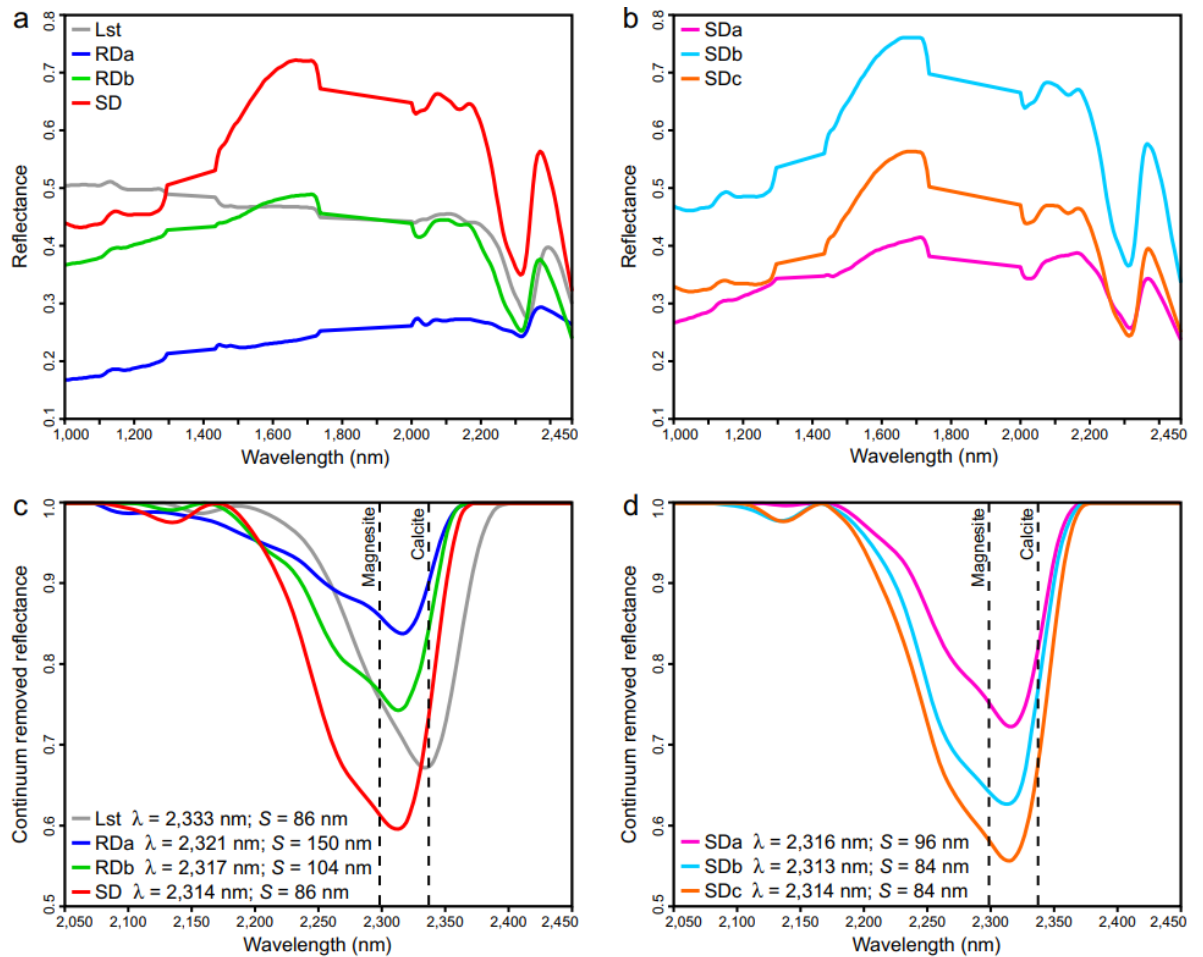 a
0.8
0.7
0.6
0.5
0.4
0.3
0.2
0.1
Reflectance
Lst
RDa
RDb
SD
1,000 1,200 1,400 1,600 1,800 2,000 2,200 2,450
Wavelength (nm)
b
0.8
0.7
0.6
0.5
0.4
0.3
0.2
0.1
Reflectance
SDa
SDb
SDc
1,000 1,200 1,400 1,600 1,800 2,000 2,200 2,450
Wavelength (nm)
c
1.0
0.9
0.8
0.7
0.6
0.5
Continuum removed reflectance
Magnesite
Calcite
Lst λ = 2,333 nm; S = 86 nm
RDa λ = 2,321 nm; S = 150 nm
RDb λ = 2,317 nm; S = 104 nm
SD λ = 2,314 nm; S = 86 nm
2,050 2,100 2,150 2,200 2,250 2,300 2,350 2,400 2,450
Wavelength (nm)
d
1.0
0.9
0.8
0.7
0.6
0.5
Continuum removed reflectance
Magnesite
Calcite
SDa λ = 2,316 nm; S = 96 nm
SDb λ = 2,313 nm; S = 84 nm
SDc λ = 2,314 nm; S = 84 nm
2,050 2,100 2,150 2,200 2,250 2,300 2,350 2,400 2,450
Wavelength (nm)